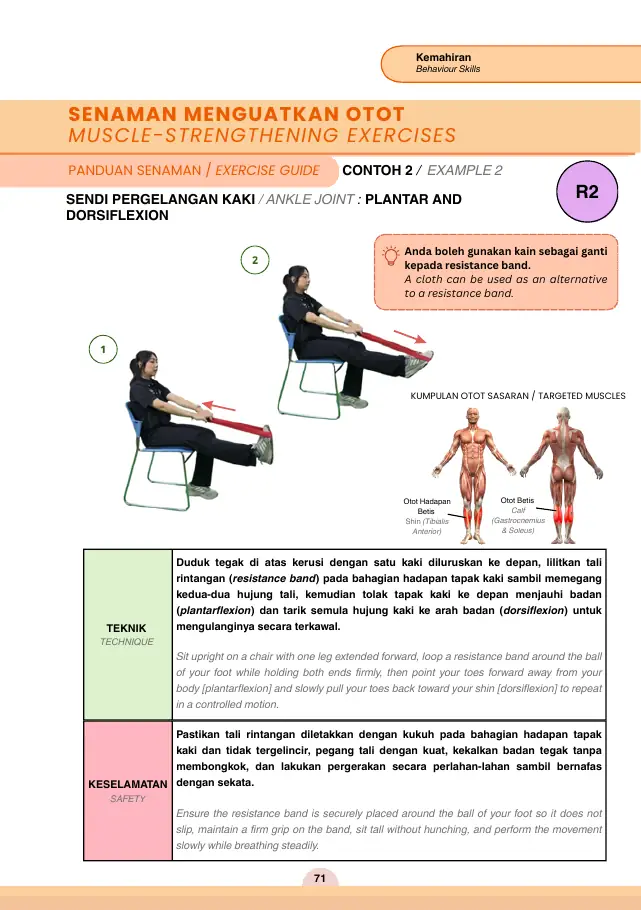 Kemahiran
Behaviour Skills
SENAMAN MENGUATKAN OTOT
MUSCLE-STRENGTHENING EXERCISES
PANDUAN SENAMAN / EXERCISE GUIDE
CONTOH 2 / EXAMPLE 2
R2
SENDI PERGELANGAN KAKI / ANKLE JOINT : PLANTAR AND
DORSIFLEXION
2
Anda boleh gunakan kain sebagai ganti
kepada resistance band.
A cloth can be used as an alternative
to a resistance band.
1
KUMPULAN OTOT SASARAN / TARGETED MUSCLES
Otot Hadapan
Betis
Shin (Tibialis
Anterior)
Otot Betis
Calf
(Gastrocnemius
& Soleus)
TEKNIK
TECHNIQUE
Duduk tegak di atas kerusi dengan satu kaki diluruskan ke depan, lilitkan tali
rintangan (resistance band) pada bahagian hadapan tapak kaki sambil memegang
kedua-dua hujung tali, kemudian tolak tapak kaki ke depan menjauhi badan
(plantarflexion) dan tarik semula hujung kaki ke arah badan (dorsiflexion) untuk
mengulanginya secara terkawal.
Sit upright on a chair with one leg extended forward, loop a resistance band around the ball
of your foot while holding both ends firmly, then point your toes forward away from your
body [plantarflexion] and slowly pull your toes back toward your shin [dorsiflexion] to repeat
in a controlled motion.
KESELAMATAN
SAFETY
Pastikan tali rintangan diletakkan dengan kukuh pada bahagian hadapan tapak
kaki dan tidak tergelincir, pegang tali dengan kuat, kekalkan badan tegak tanpa
membongkok, dan lakukan pergerakan secara perlahan-lahan sambil bernafas
dengan sekata.
Ensure the resistance band is securely placed around the ball of your foot so it does not
slip, maintain a firm grip on the band, sit tall without hunching, and perform the movement
slowly while breathing steadily.
71